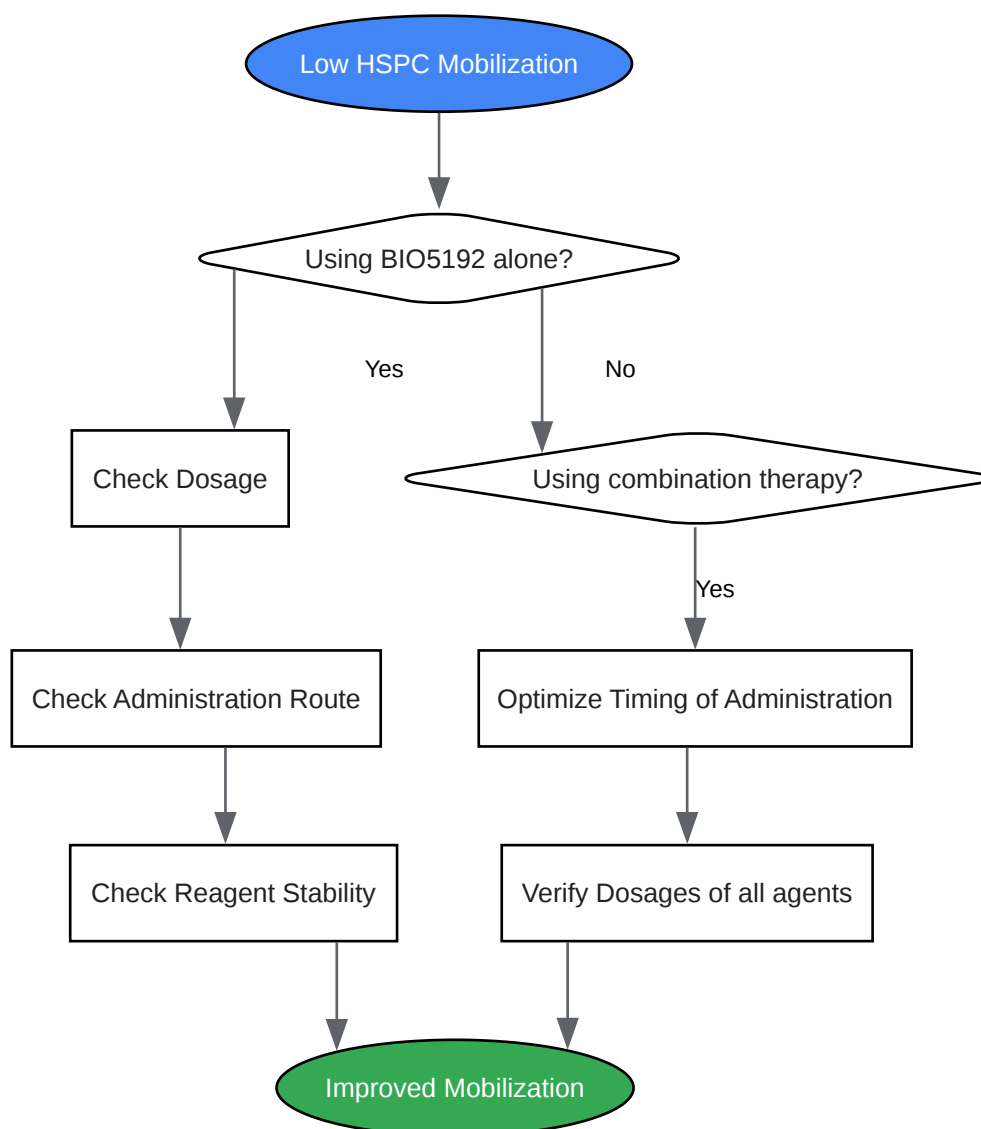 Low HSPC Mobilization
Using BIO5192 alone?
Yes
No
Check Dosage
Using combination therapy?
Yes
Check Administration Route
Optimize Timing of Administration
Check Reagent Stability
Verify Dosages of all agents
Improved Mobilization